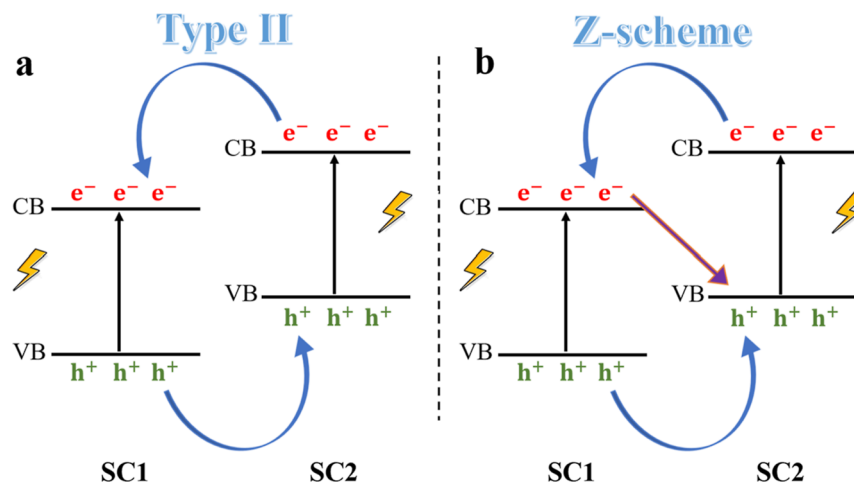 Type II
a
e⁻ e⁻ e⁻
CB
e⁻ e⁻ e⁻
CB
VB
h⁺ h⁺ h⁺
VB
h⁺ h⁺ h⁺
SC1 SC2
Z-scheme
b
e⁻ e⁻ e⁻
CB
e⁻ e⁻ e⁻
CB
VB
h⁺ h⁺ h⁺
VB
h⁺ h⁺ h⁺
SC1 SC2